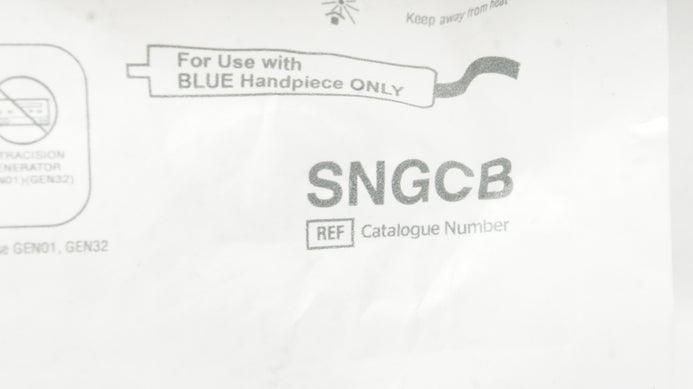 Keep away from heat
For Use with
BLUE Handpiece ONLY
TRACISION
ENERATOR
N01)(GEN32)
SNGCB
REF Catalogue Number
se GEN01, GEN32